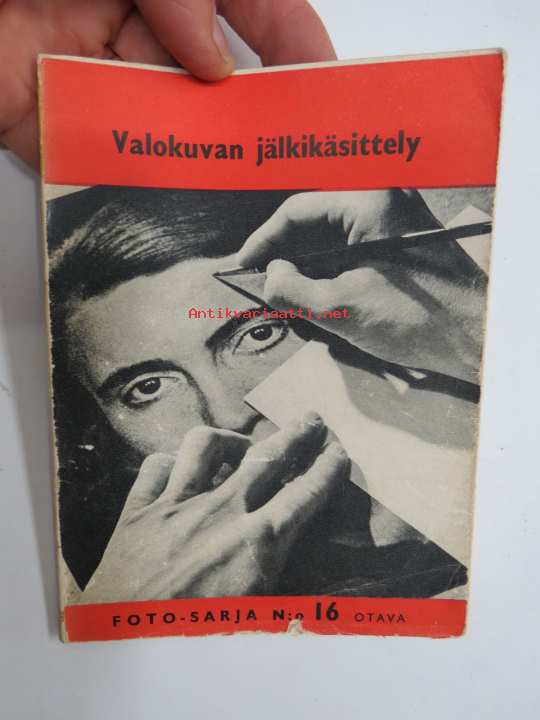 Valokuvan jälkikäsittely
Antikvariaatti.net
FOTO-SARJA N:o 16 OTAVA